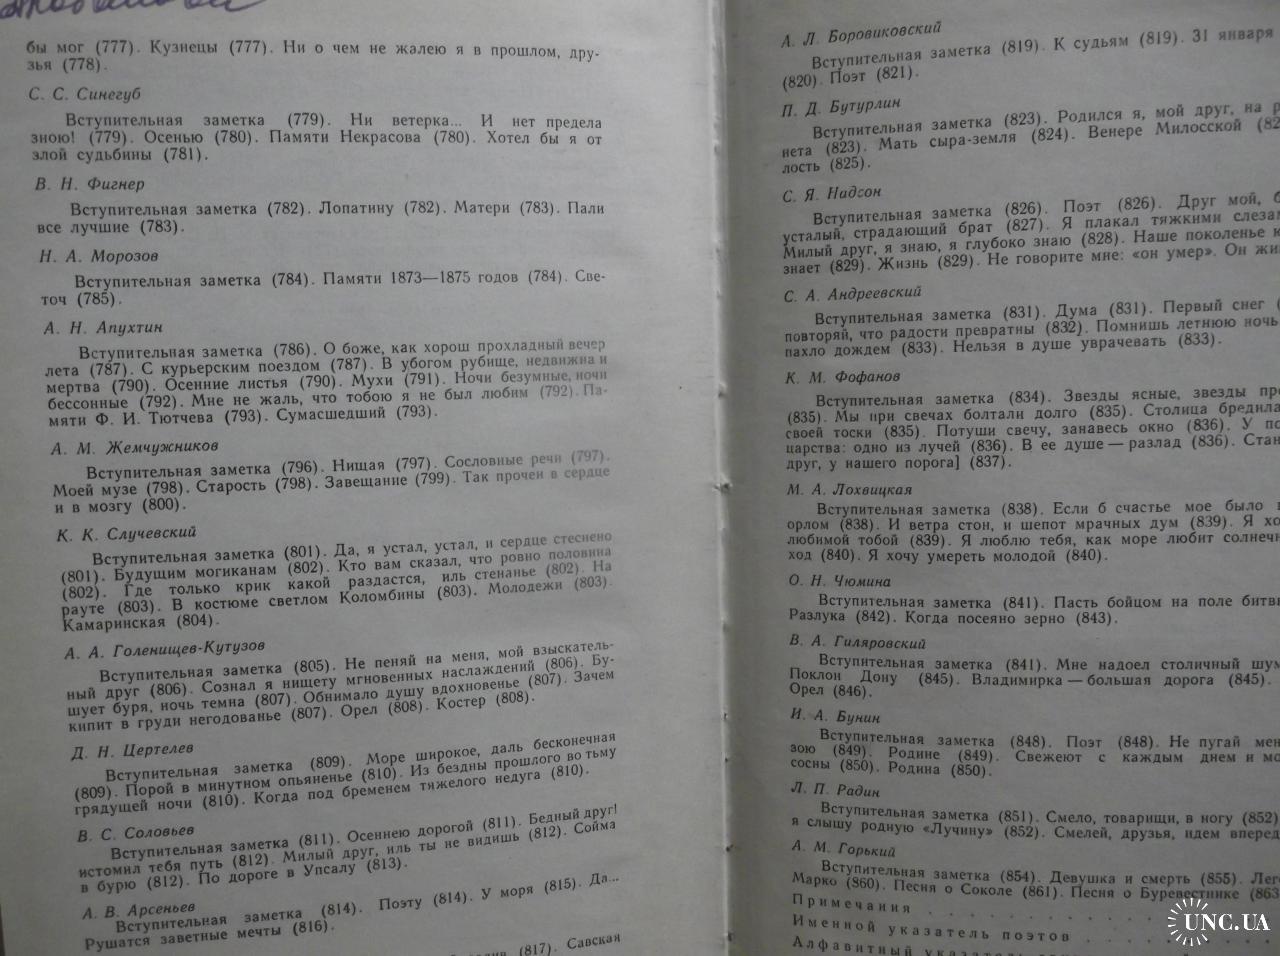 бы мог (777). Кузнецы (777). Ни о чем не жалею я в прошлом, дру-
зья (778).
С. С. Синегуб
Вступительная заметка (779). Ни ветерка... И нет предела
зною! (779). Осенью (780). Памяти Некрасова (780). Хотел бы я от
злой судьбины (781).
В. Н. Фигнер
Вступительная заметка (782). Лопатину (782). Матери (783). Пали
все лучшие (783).
Н. А. Морозов
Вступительная заметка (784). Памяти 1873—1875 годов (784). Све-
точ (785).
А. Н. Апухтин
Вступительная заметка (786). О боже, как хорош прохладный вечер
лета (787). С курьерским поездом (787). В убогом рубище, недвижна и
мертва (790). Осенние листья (790). Мухи (791). Ночи безумные, ночи
бессонные (792). Мне не жаль, что тобою я не был любим (792). Па-
мяти Ф. И. Тютчева (793). Сумасшедший (793).
А. М. Жемчужников
Вступительная заметка (796). Нищая (797). Сословные речи (797).
Моей музе (798). Старость (798). Завещание (799). Так прочен в сердце
и в мозгу (800).
К. К. Случевский
Вступительная заметка (801). Да, я устал, устал, и сердце стеснено
(801). Будущим могиканам (802). Кто вам сказал, что ровно половина
(802). Где только крик какой раздастся, иль стенанье (802). На
рауте (803). В костюме светлом Коломбины (803). Молодежи (803).
Камаринская (804).
А. А. Голенищев-Кутузов
Вступительная заметка (805). Не пеняй на меня, мой взыскатель-
ный друг (806). Сознал я нищету мгновенных наслаждений (806). Бу-
шует буря, ночь темна (807). Обнимало душу вдохновенье (807). Зачем
кипит в груди негодованье (807). Орел (808). Костер (808).
Д. Н. Цертелев
Вступительная заметка (809). Море широкое, даль бесконечная
(809). Порой в минутном опьяненье (810). Из бездны прошлого во тьму
грядущей ночи (810). Когда под бременем тяжелого недуга (810).
В. С. Соловьев
Вступительная заметка (811). Осеннею дорогой (811). Бедный друг!
истомил тебя путь (812). Милый друг, иль ты не видишь (812). Сойма
в бурю (812). По дороге в Упсалу (813).
А. В. Арсеньев
Вступительная заметка (814). Поэту (814). У моря (815). Да...
Рушатся заветные мечты (816).
(817). Савская
А. Л. Боровиковский
Вступительная заметка (819). К судьям (819). 31 января
(820). Поэт (821).
П. Д. Бутурлин
Вступительная заметка (823). Родился я, мой друг, на р
нета (823). Мать сыра-земля (824). Венере Милосской (82
лость (825).
С. Я. Надсон
Вступительная заметка (826). Поэт (826). Друг мой, б
усталый, страдающий брат (827). Я плакал тяжкими слеза
Милый друг, я знаю, я глубоко знаю (828). Наше поколенье ю
знает (829). Жизнь (829). Не говорите мне: «он умер». Он жи
С. А. Андреевский
Вступительная заметка (831). Дума (831). Первый снег (
повторяй, что радости превратны (832). Помнишь летнюю ночь
пахло дождем (833). Нельзя в душе уврачевать (833).
К. М. Фофанов
Вступительная заметка (834). Звезды ясные, звезды пре
(835). Мы при свечах болтали долго (835). Столица бредила
своей тоски (835). Потуши свечу, занавесь окно (836). У по
царства: одно из лучей (836). В ее душе — разлад (836). Стан
друг, у нашего порога] (837).
М. А. Лохвицкая
Вступительная заметка (838). Если б счастье мое было
орлом (838). И ветра стон, и шепот мрачных дум (839). Я хо
любимой тобой (839). Я люблю тебя, как море любит солнечн
ход (840). Я хочу умереть молодой (840).
О. Н. Чюмина
Вступительная заметка (841). Пасть бойцом на поле битв
Разлука (842). Когда посеяно зерно (843).
В. А. Гиляровский
Вступительная заметка (841). Мне надоел столичный шум
Поклон Дону (845). Владимирка — большая дорога (845).
Орел (846).
И. А. Бунин
Вступительная заметка (848). Поэт (848). Не пугай мен
зою (849). Родине (849). Свежеют с каждым днем и мо
сосны (850). Родина (850).
Л. П. Радин
Вступительная заметка (851). Смело, товарищи, в ногу (852)
я слышу родную «Лучину» (852). Смелей, друзья, идем вперед
А. М. Горький
Вступительная заметка (854). Девушка и смерть (855). Лег
Марко (860). Песня о Соколе (861). Песня о Буревестнике (863
Примечания . . . . . . . . . .
Именной указатель поэтов . . . . . .
Алфавитный указатель
UNC.UA